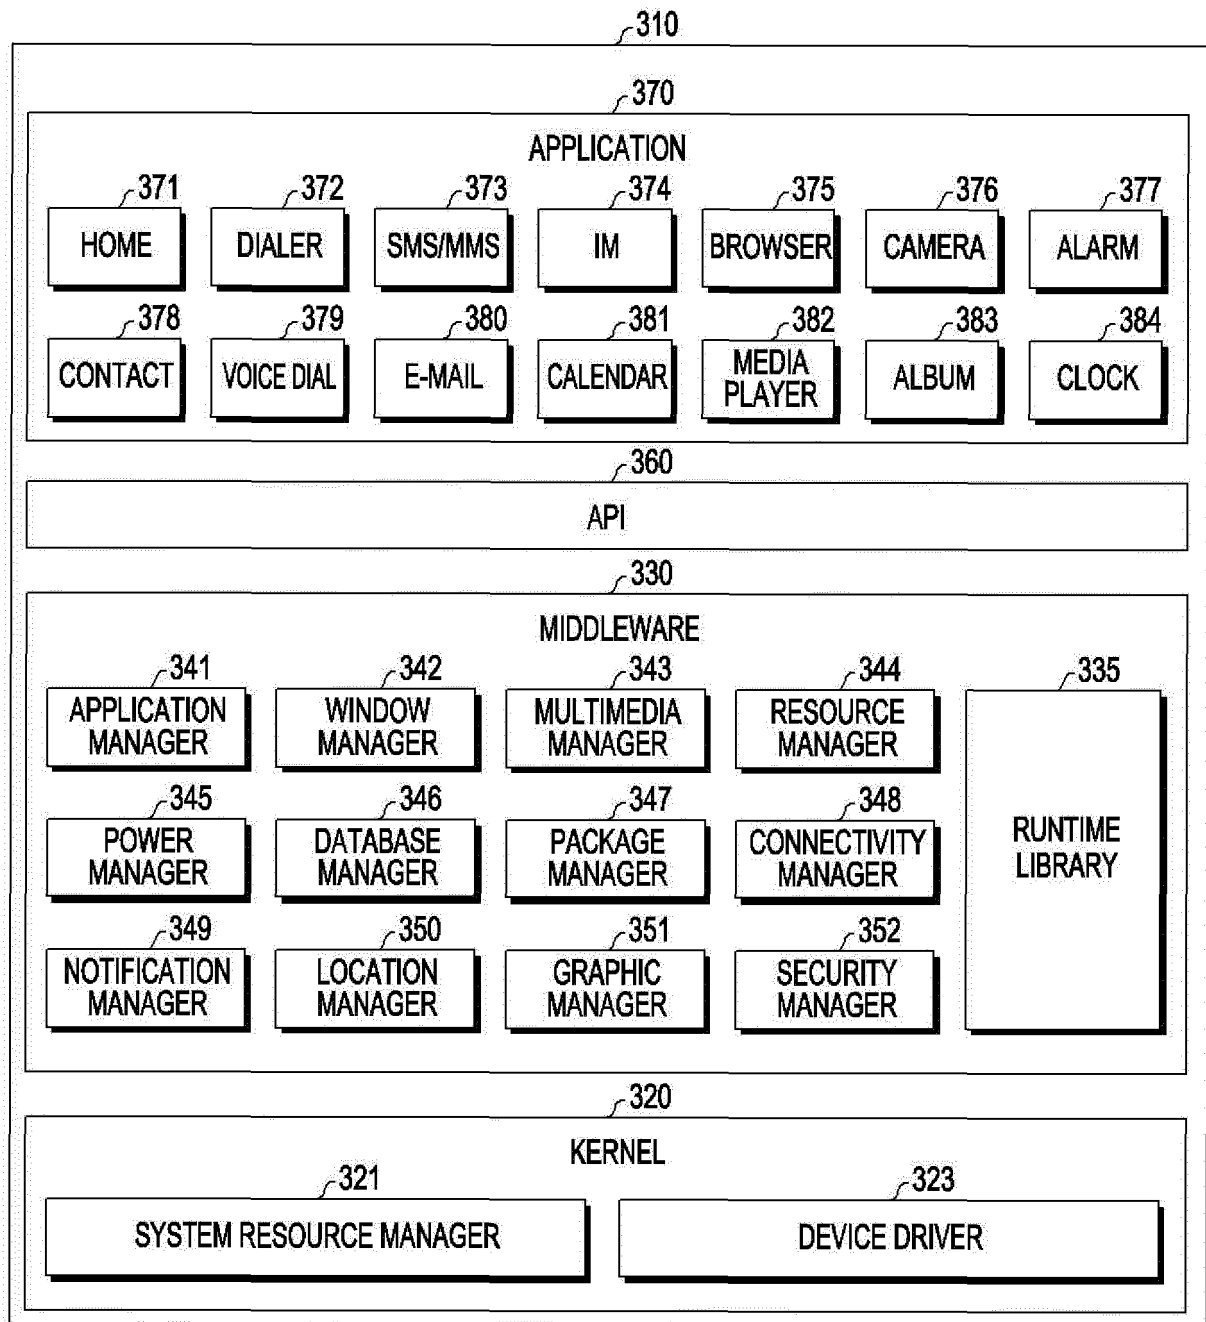 310
370
APPLICATION
371 372 373 374 375 376 377
HOME DIALER SMS/MMS IM BROWSER CAMERA ALARM
378 379 380 381 382 383 384
CONTACT VOICE DIAL E-MAIL CALENDAR MEDIA PLAYER ALBUM CLOCK
360
API
330
MIDDLEWARE
341 342 343 344 335
APPLICATION MANAGER WINDOW MANAGER MULTIMEDIA MANAGER RESOURCE MANAGER
345 346 347 348
POWER MANAGER DATABASE MANAGER PACKAGE MANAGER CONNECTIVITY MANAGER RUNTIME LIBRARY
349 350 351 352
NOTIFICATION MANAGER LOCATION MANAGER GRAPHIC MANAGER SECURITY MANAGER
320
KERNEL
321 323
SYSTEM RESOURCE MANAGER DEVICE DRIVER